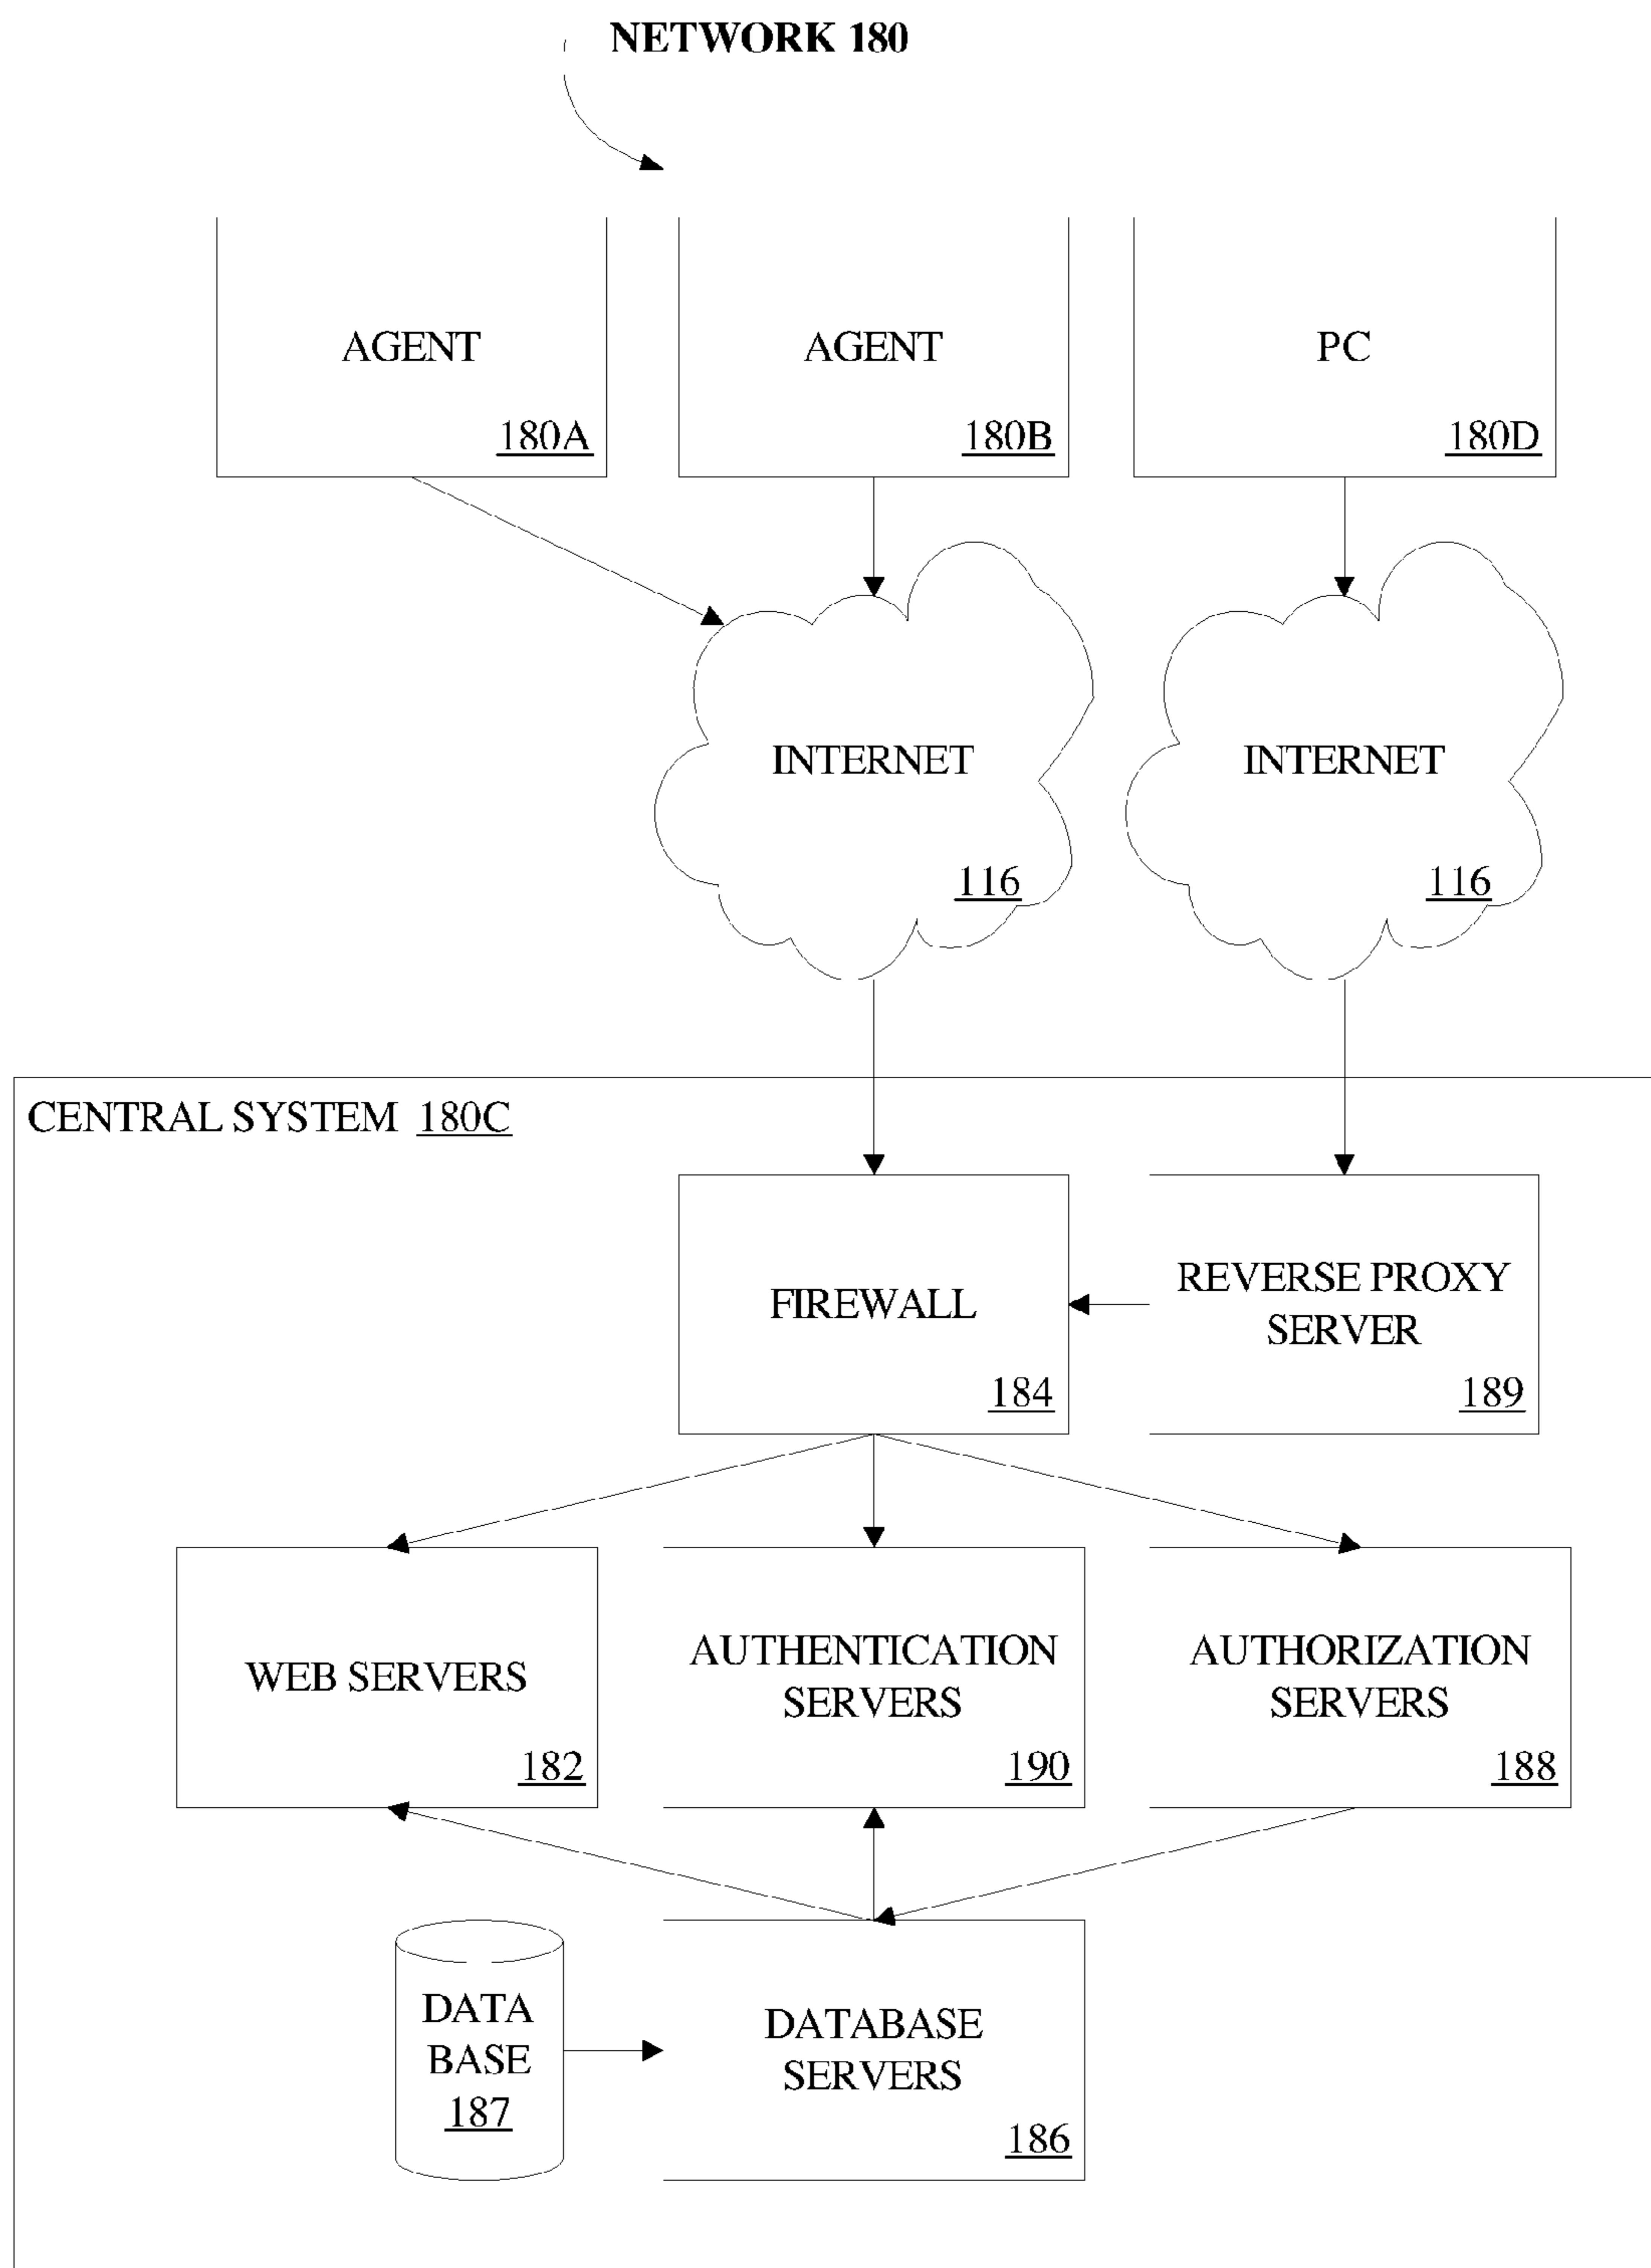 NETWORK 180
AGENT
180A
AGENT
180B
PC
180D
INTERNET
116
INTERNET
116
CENTRAL SYSTEM 180C
FIREWALL
184
REVERSE PROXY
SERVER
189
WEB SERVERS
182
AUTHENTICATION
SERVERS
190
AUTHORIZATION
SERVERS
188
DATA
BASE
187
DATABASE
SERVERS
186